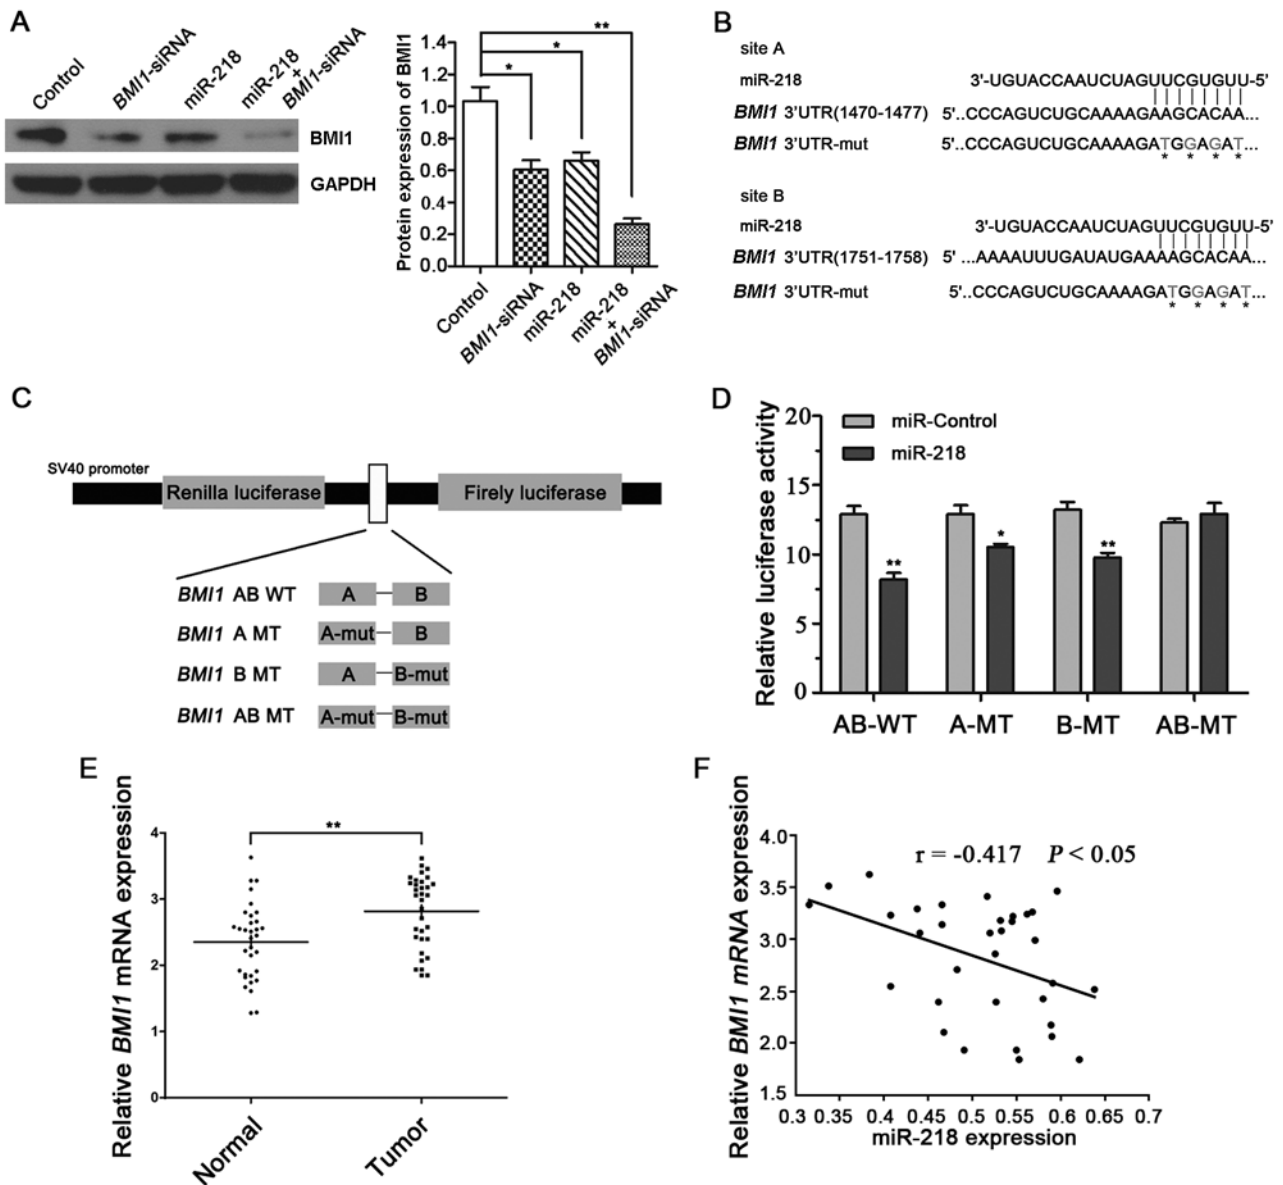 A
Control
BMI1-siRNA
miR-218
miR-218
+
BMI1-siRNA
BMI1
GAPDH
Protein expression of BMI1
1.4
1.2
1.0
0.8
0.6
0.4
0.2
0.0
**
*
*
Control
BMI1-siRNA
miR-218
miR-218
+
BMI1-siRNA
B
site A
miR-218 3'-UGUACCAAUCUAGUUCGUGUU-5'
BMI1 3'UTR(1470-1477) 5'..CCCAGUCUGCAAAAGAAGCACAA...
BMI1 3'UTR-mut 5'..CCCAGUCUGCAAAAGATGGAGAT...
* * * *
site B
miR-218 3'-UGUACCAAUCUAGUUCGUGUU-5'
BMI1 3'UTR(1751-1758) 5' ...AAAAUUUGAUAUGAAAAGCACAA...
BMI1 3'UTR-mut 5'..CCCAGUCUGCAAAAGATGGAGAT...
* * * *
C
SV40 promoter
Renilla luciferase
Firely luciferase
BMI1 AB WT A B
BMI1 A MT A-mut B
BMI1 B MT A B-mut
BMI1 AB MT A-mut B-mut
D
Relative luciferase activity
20
15
10
5
0
miR-Control
miR-218
**
*
**
AB-WT A-MT B-MT AB-MT
E
Relative BMI1 mRNA expression
4
3
2
1
0
**
Normal
Tumor
F
Relative BMI1 mRNA expression
4.0
3.5
3.0
2.5
2.0
1.5
r = -0.417 P < 0.05
0.3 0.35 0.4 0.45 0.5 0.55 0.6 0.65 0.7
miR-218 expression